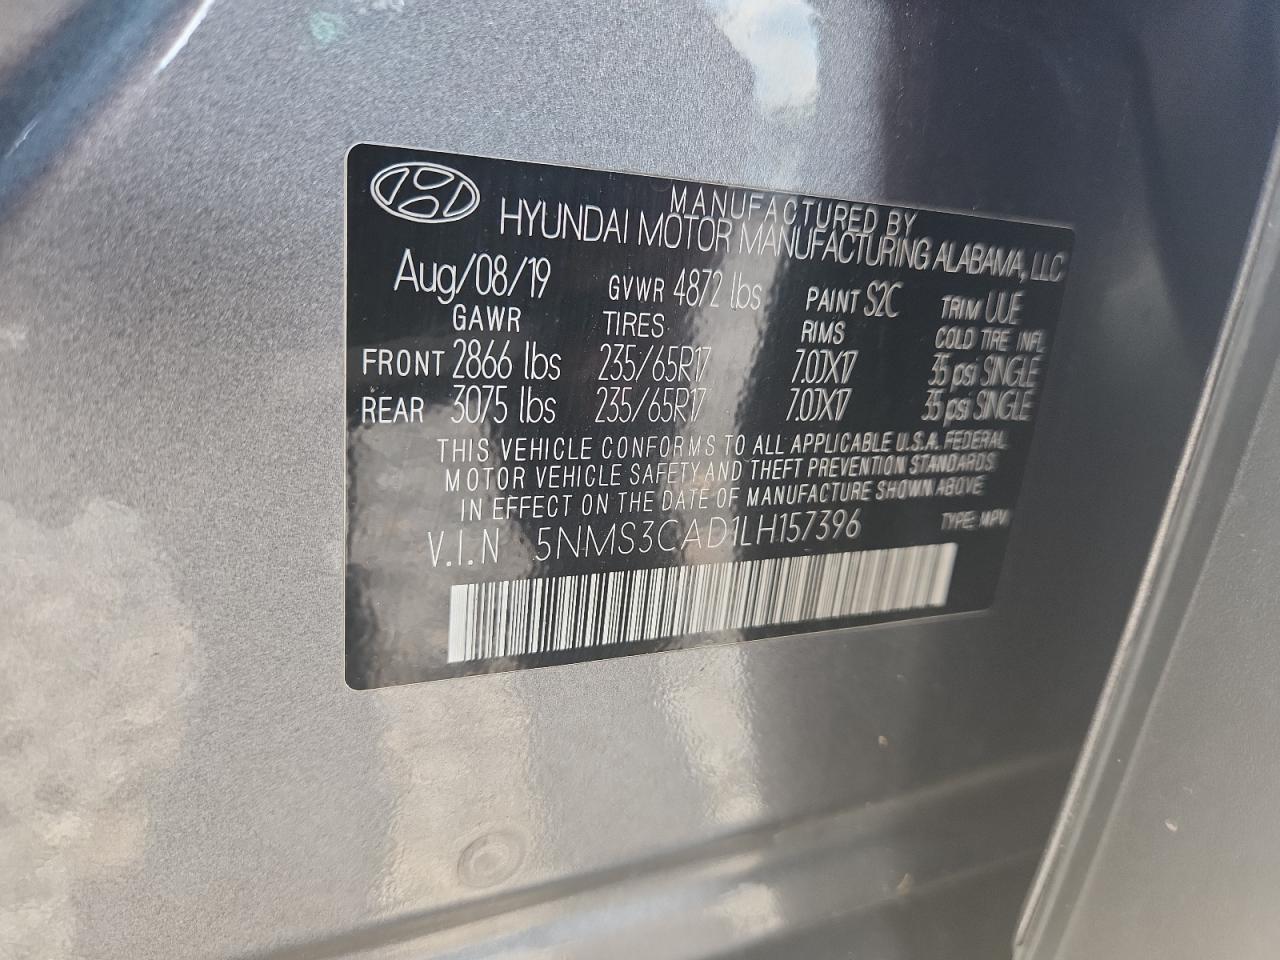 MANUFACTURED BY
HYUNDAI MOTOR MANUFACTURING ALABAMA, LLC
Aug/08/19 GVWR 4872 lbs PAINT S2C TRIM UUE
GAWR TIRES RIMS COLD TIRE INFL
FRONT 2866 lbs 235/65R17 7.0JX17 35 psi SINGLE
REAR 3075 lbs 235/65R17 7.0JX17 35 psi SINGLE
THIS VEHICLE CONFORMS TO ALL APPLICABLE U.S.A. FEDERAL
MOTOR VEHICLE SAFETY AND THEFT PREVENTION STANDARDS
IN EFFECT ON THE DATE OF MANUFACTURE SHOWN ABOVE
V.I.N 5NMS3CAD1LH157396 TYPE: MPV